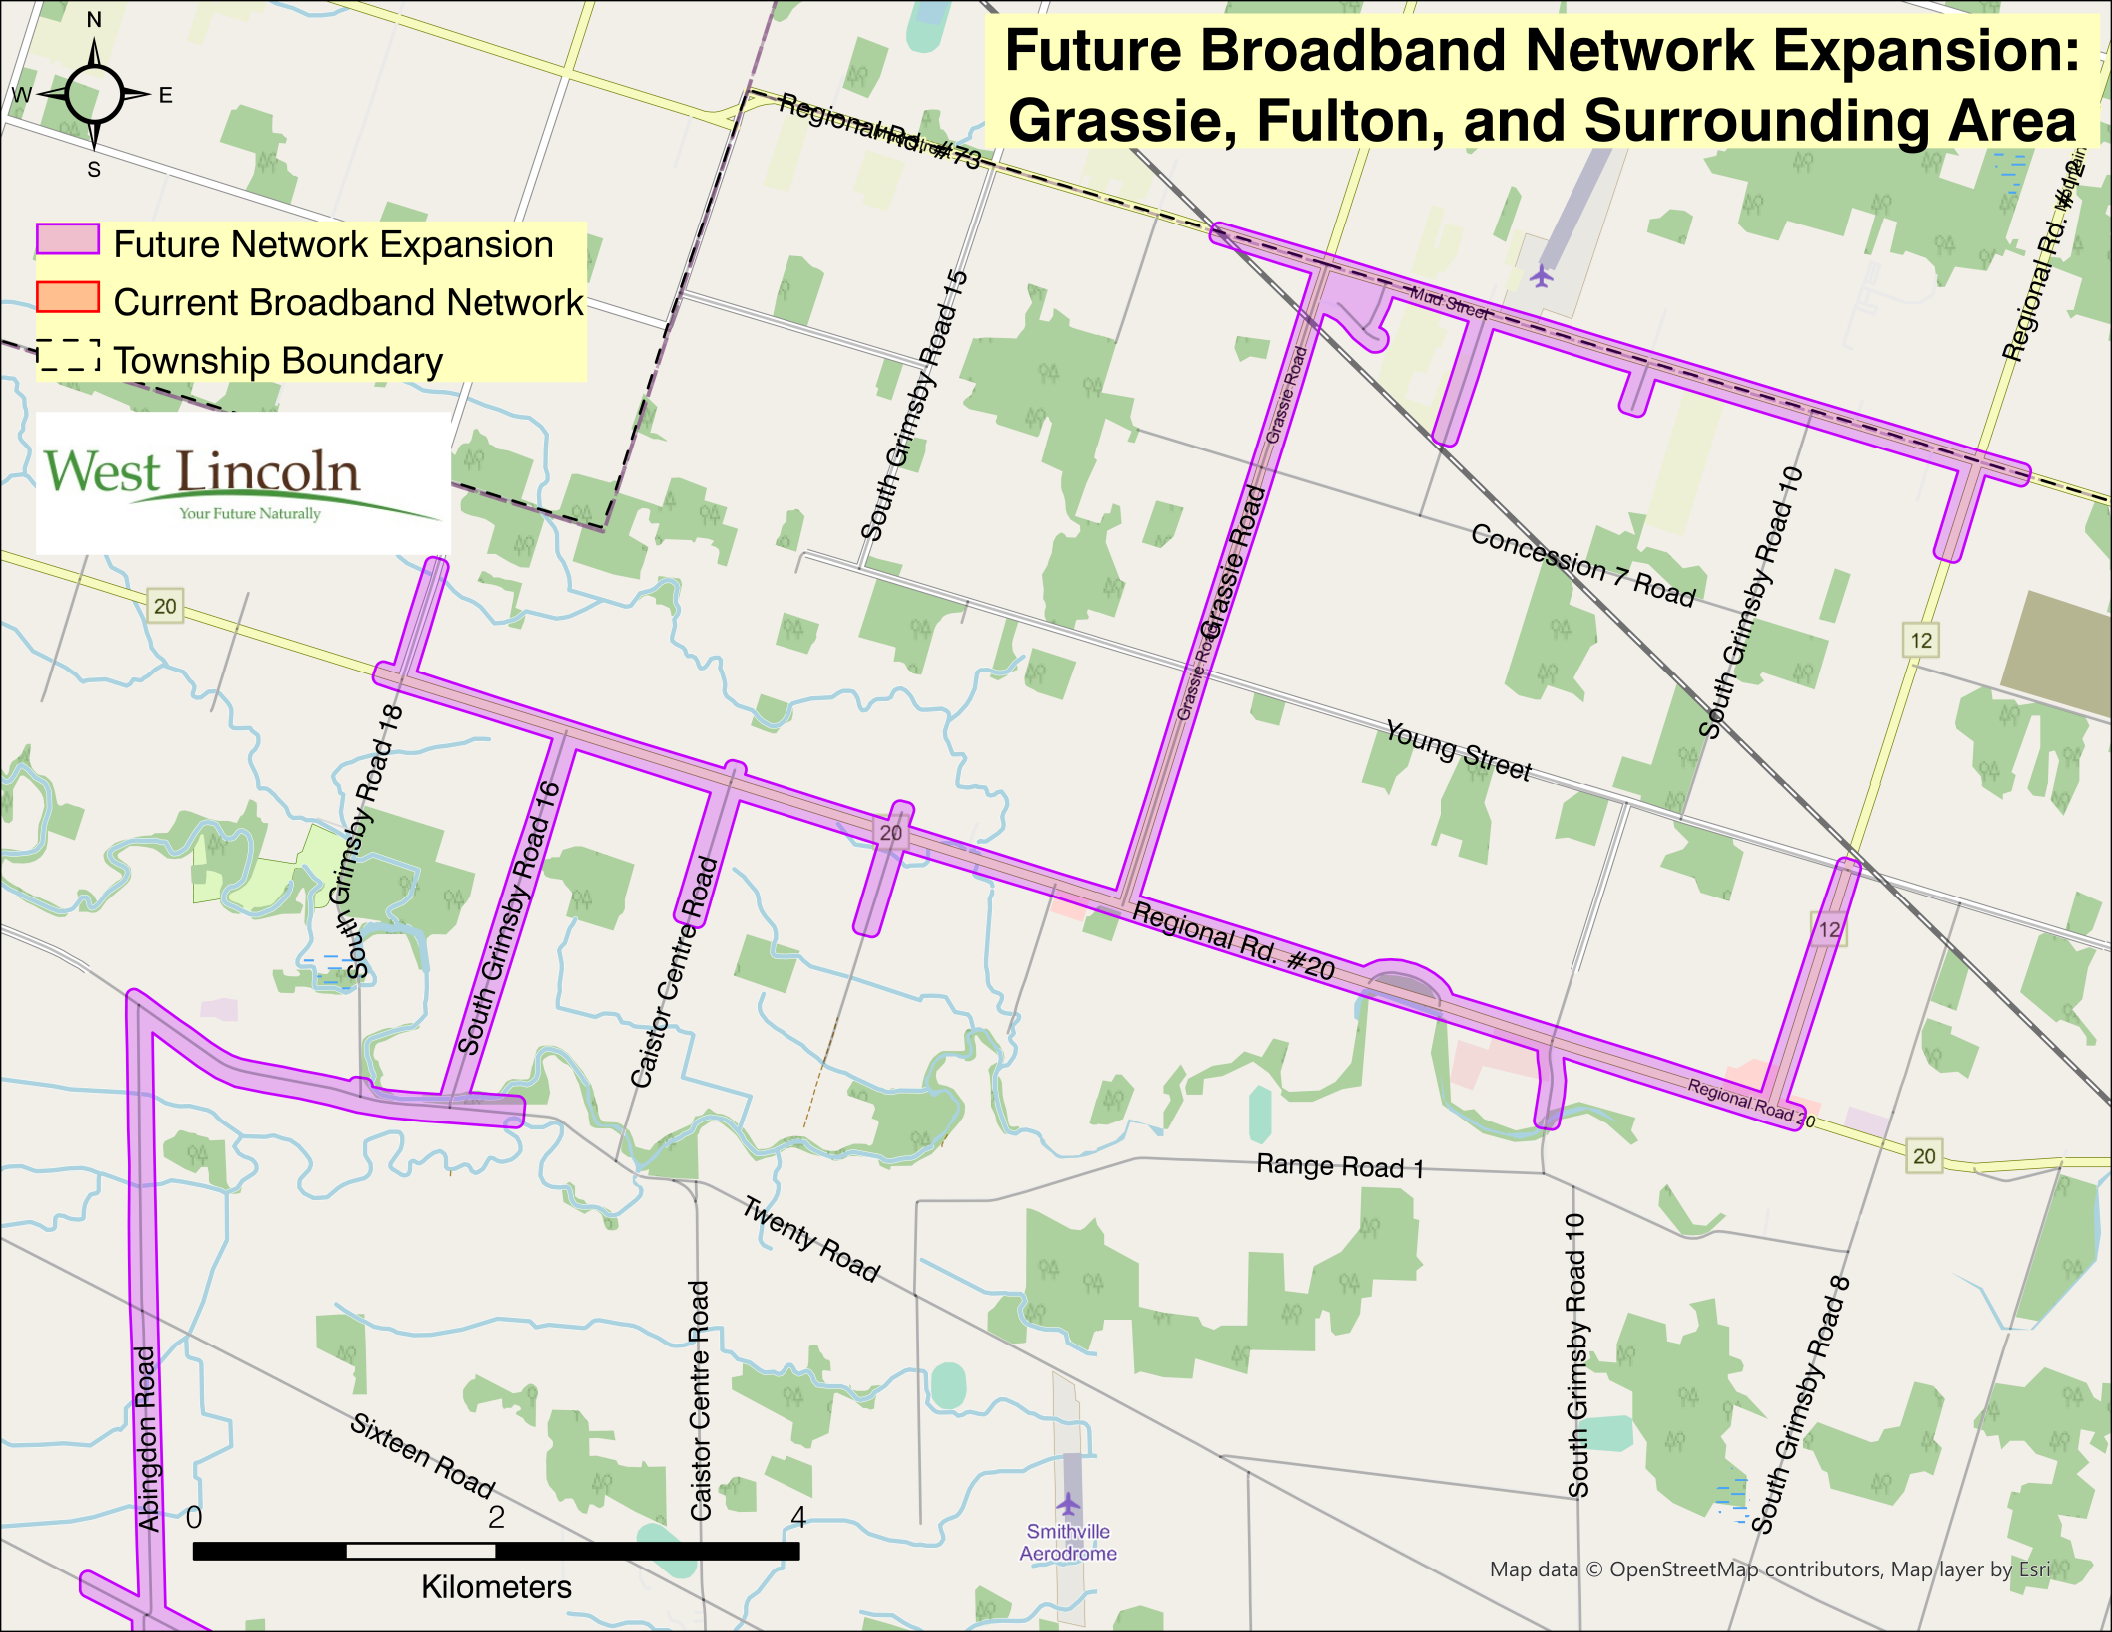 Future Broadband Network Expansion:
Grassie, Fulton, and Surrounding Area
N
W
E
S
Regional Rd. #73
Regional Rd. #12
Future Network Expansion
Current Broadband Network
Township Boundary
West Lincoln
Your Future Naturally
Mud Street
South Grimsby Road 15
Grassie Road
Grassie Road
Grassie Road
Concession 7 Road
South Grimsby Road 10
20
12
Young Street
South Grimsby Road 18
South Grimsby Road 16
Caistor Centre Road
20
Regional Rd. #20
12
Regional Road 20
20
Range Road 1
Twenty Road
Caistor Centre Road
South Grimsby Road 10
South Grimsby Road 8
Abingdon Road
Sixteen Road
0
2
4
Kilometers
Smithville
Aerodrome
Map data © OpenStreetMap contributors, Map layer by Esri